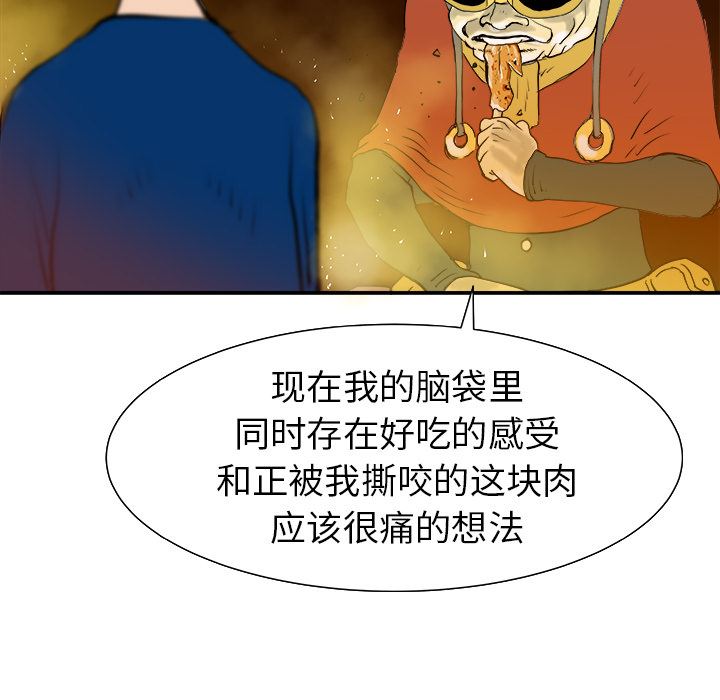 现在我的脑袋里
同时存在好吃的感受
和正被我撕咬的这块肉
应该很痛的想法